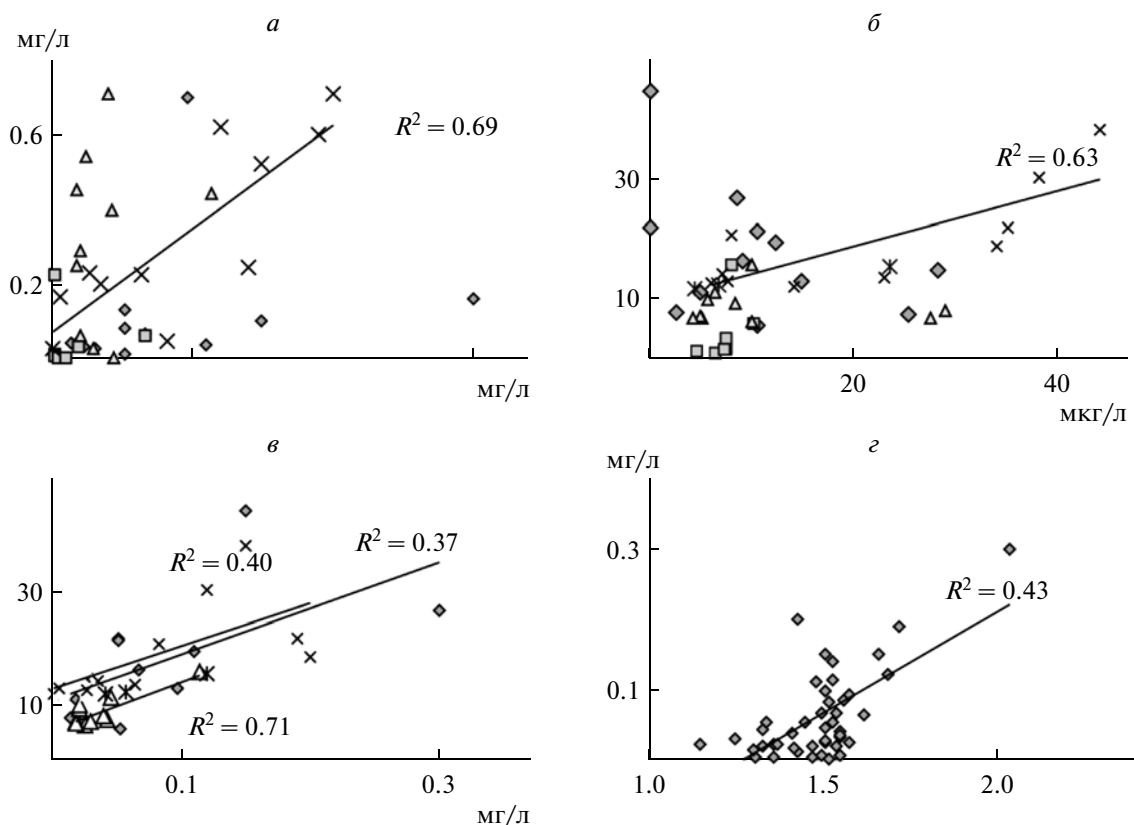 а
мг/л
0.6
0.2
R² = 0.69
мг/л
б
30
10
R² = 0.63
20 40
мкг/л
в
30
10
R² = 0.40
R² = 0.37
R² = 0.71
0.1 0.3
мг/л
г
мг/л
0.3
0.1
R² = 0.43
1.0 1.5 2.0